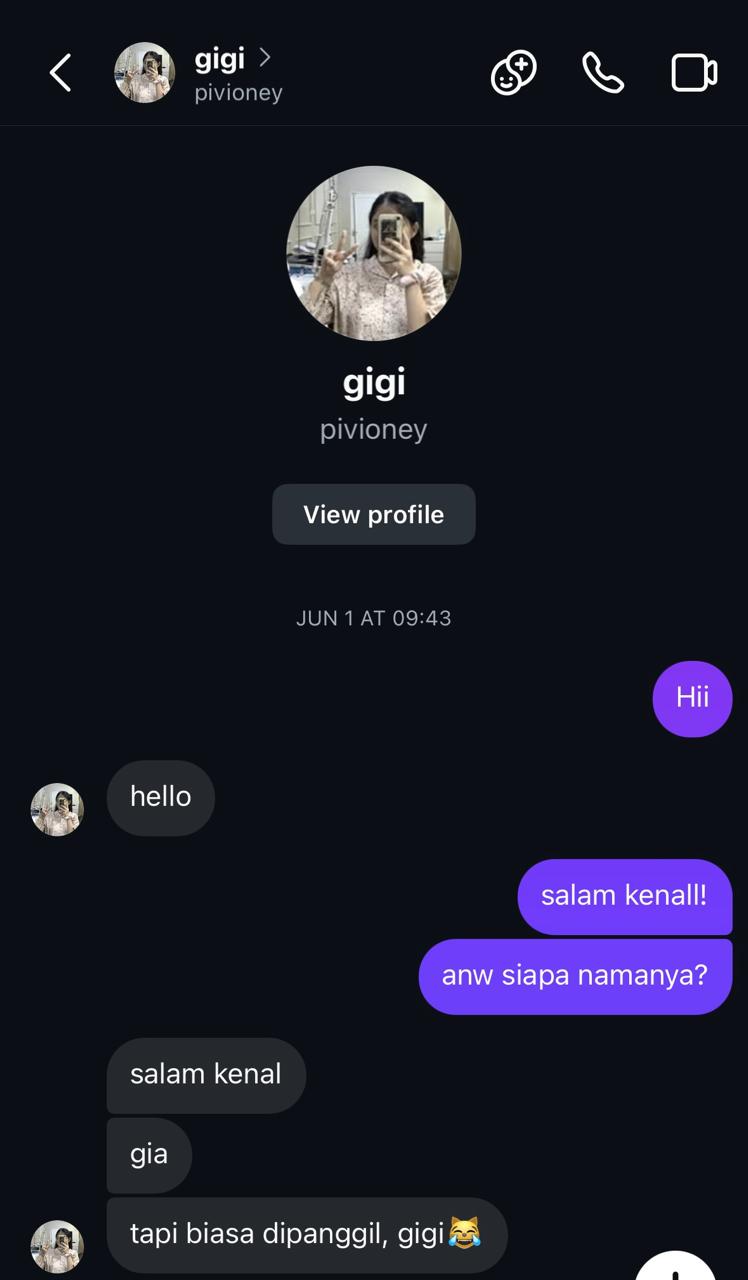 gigi
pivioney
gigi
pivioney
View profile
JUN 1 AT 09:43
Hii
hello
salam kenall!
anw siapa namanya?
salam kenal
gia
tapi biasa dipanggil, gigi😹